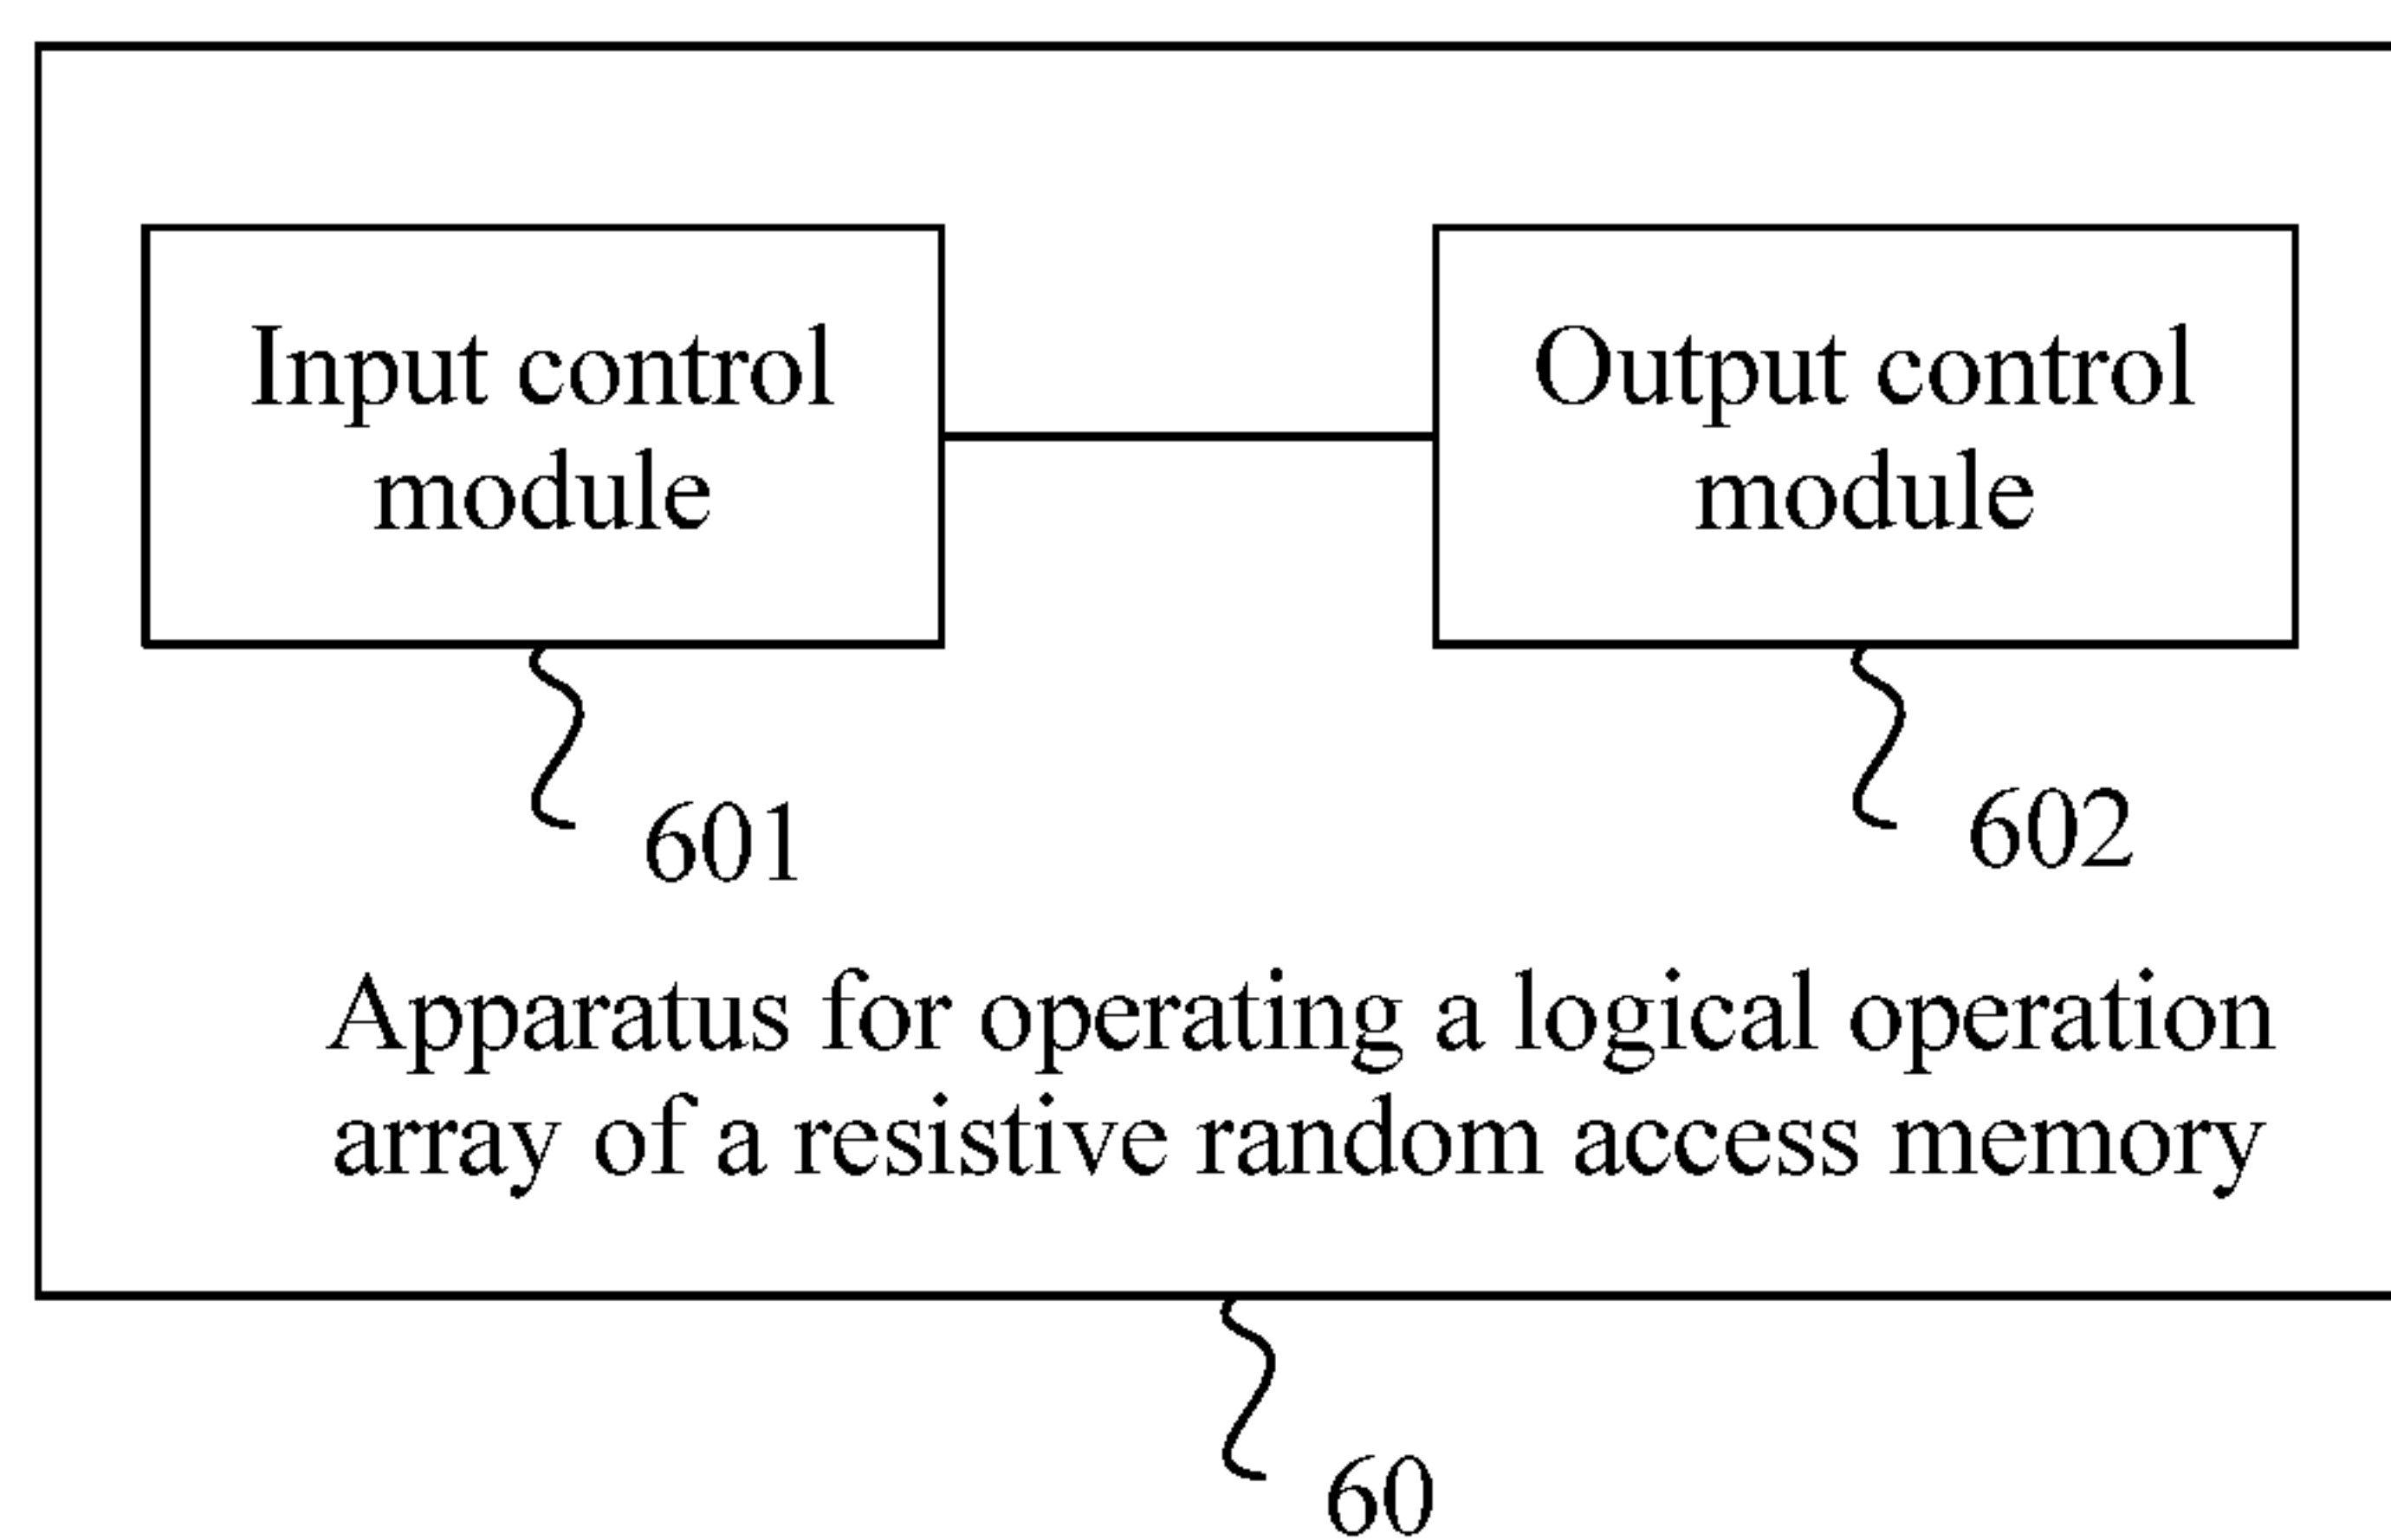 Input control
module
Output control
module
601
602
Apparatus for operating a logical operation
array of a resistive random access memory
60